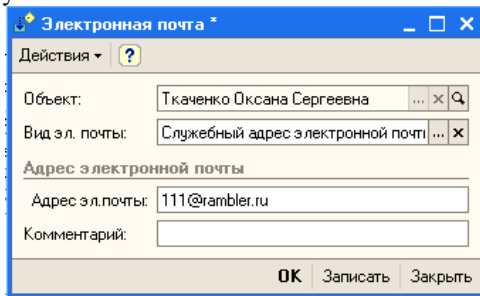 Электронная почта *
Действия ?
Объект: Ткаченко Оксана Сергеевна ... ×
Вид эл. почты: Служебный адрес электронной почты ... ×
Адрес электронной почты
Адрес эл.почты: 111@rambler.ru
Комментарий:
OK Записать Закрыть